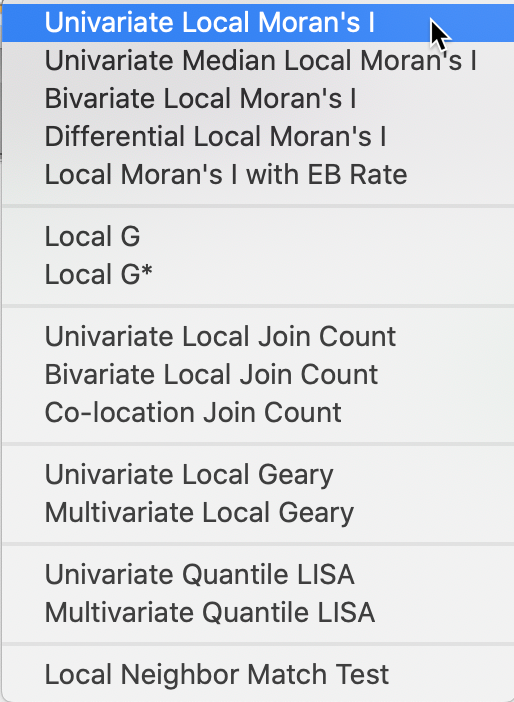 Univariate Local Moran's I
Univariate Median Local Moran's I
Bivariate Local Moran's I
Differential Local Moran's I
Local Moran's I with EB Rate
Local G
Local G*
Univariate Local Join Count
Bivariate Local Join Count
Co-location Join Count
Univariate Local Geary
Multivariate Local Geary
Univariate Quantile LISA
Multivariate Quantile LISA
Local Neighbor Match Test